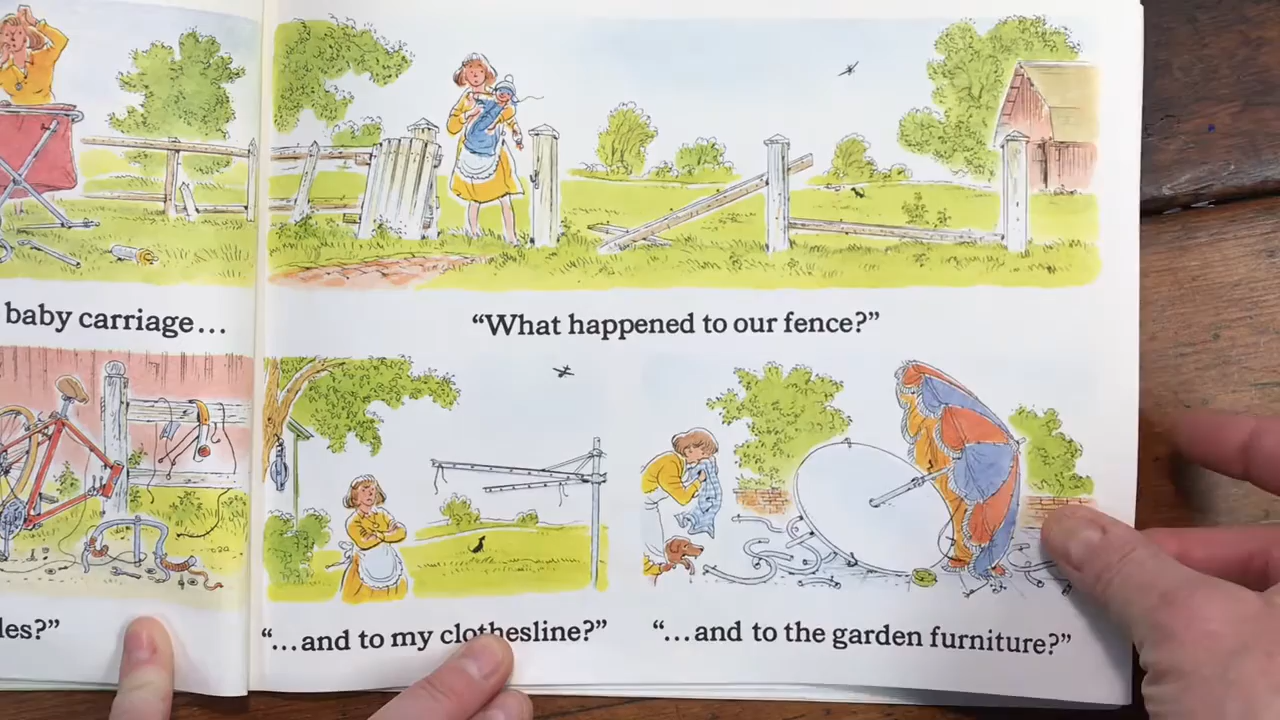 baby carriage...
“What happened to our fence?”
les?”
“...and to my clothesline?”
“...and to the garden furniture?”